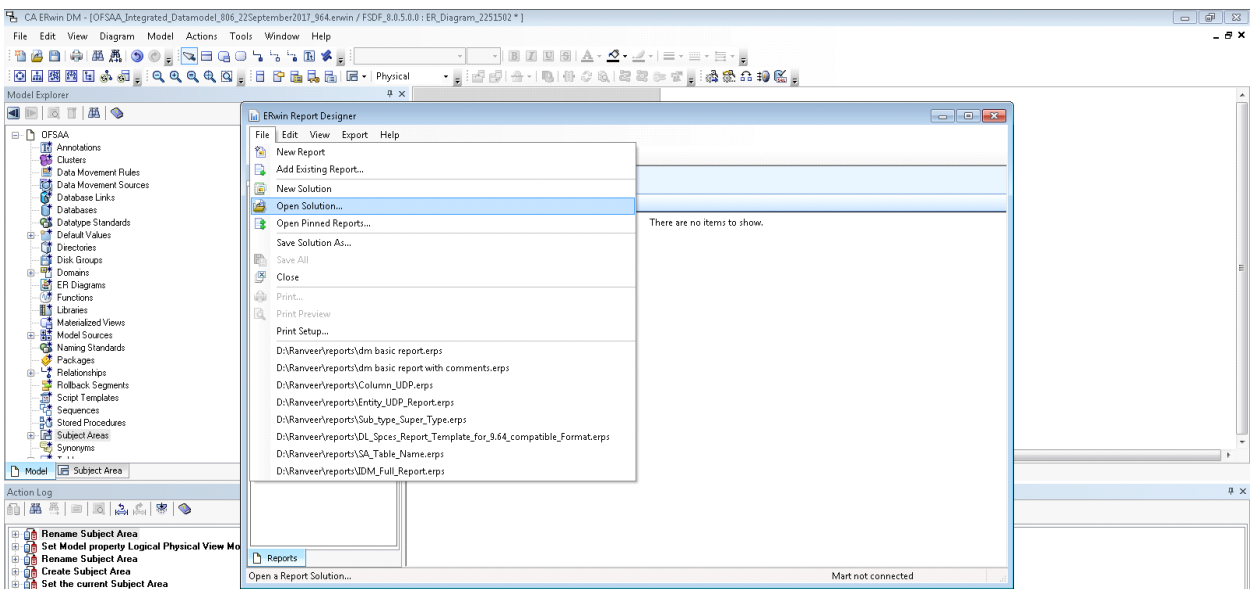 CA ERwin DM - [OFSAA_Integrated_Datamodel_806_22September2017_964.erwin / FSDF_8.0.5.0.0 : ER_Diagram_2251502 * ]
File Edit View Diagram Model Actions Tools Window Help
Physical
Model Explorer
OFSAA
Annotations
Clusters
Data Movement Rules
Data Movement Sources
Database Links
Databases
Datatype Standards
Default Values
Directories
Disk Groups
Domains
ER Diagrams
Functions
Libraries
Materialized Views
Model Sources
Naming Standards
Packages
Relationships
Rollback Segments
Script Templates
Sequences
Stored Procedures
Subject Areas
Synonyms
Model Subject Area
ERwin Report Designer
File Edit View Export Help
New Report
Add Existing Report...
New Solution
Open Solution...
Open Pinned Reports...
Save Solution As...
Save All
Close
Print...
Print Preview
Print Setup...
D:\Ranveer\reports\dm basic report.erps
D:\Ranveer\reports\dm basic report with comments.erps
D:\Ranveer\reports\Column_UDP.erps
D:\Ranveer\reports\Entity_UDP_Report.erps
D:\Ranveer\reports\Sub_type_Super_Type.erps
D:\Ranveer\reports\DL_Spces_Report_Template_for_9.64_compatible_Format.erps
D:\Ranveer\reports\SA_Table_Name.erps
D:\Ranveer\reports\IDM_Full_Report.erps
There are no items to show.
Reports
Open a Report Solution... Mart not connected
Action Log
Rename Subject Area
Set Model property Logical Physical View Mo
Rename Subject Area
Create Subject Area
Set the current Subject Area